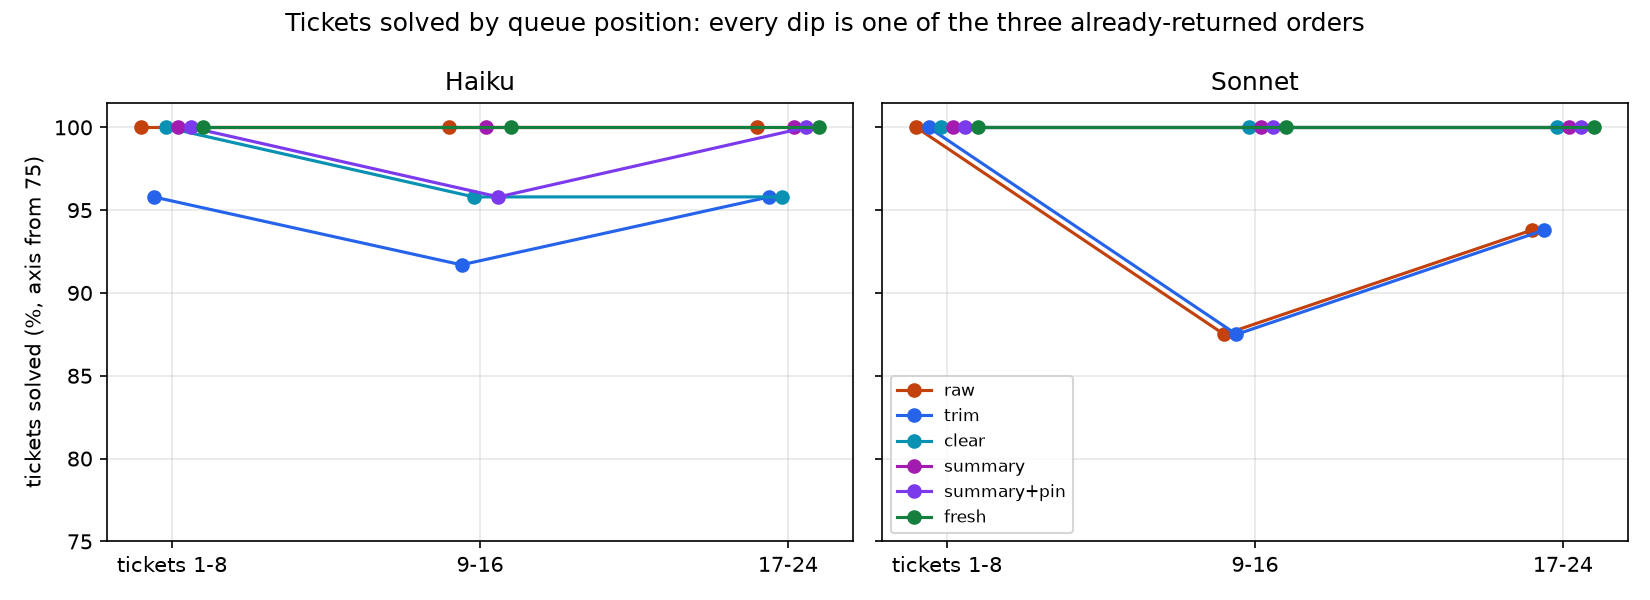 Tickets solved by queue position: every dip is one of the three already-returned orders
Haiku
Sonnet
tickets solved (%, axis from 75)
100
95
90
85
80
75
tickets 1-8
9-16
17-24
tickets 1-8
9-16
17-24
raw
trim
clear
summary
summary+pin
fresh